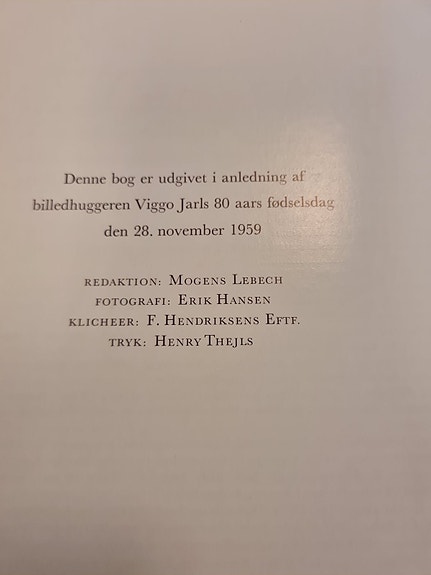 Denne bog er udgivet i anledning af
billedhuggeren Viggo Jarls 80 aars fødselsdag
den 28. november 1959
REDAKTION: MOGENS LEBECH
FOTOGRAFI: ERIK HANSEN
KLICHEER: F. HENDRIKSENS EFTF.
TRYK: HENRY THEJLS